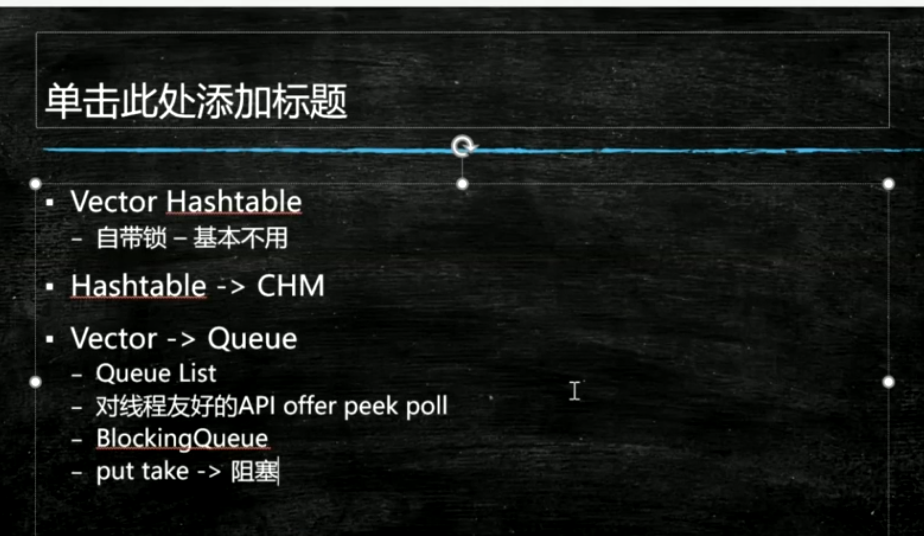 单击此处添加标题
Vector Hashtable
– 自带锁 – 基本不用
Hashtable -> CHM
Vector -> Queue
– Queue List
– 对线程友好的API offer peek poll
– BlockingQueue
– put take -> 阻塞